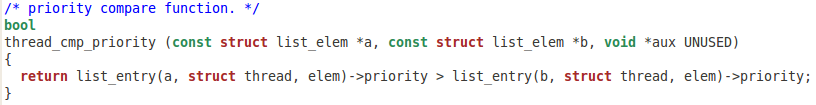 /* priority compare function. */
bool
thread_cmp_priority (const struct list_elem *a, const struct list_elem *b, void *aux UNUSED)
{
  return list_entry(a, struct thread, elem)->priority > list_entry(b, struct thread, elem)->priority;
}